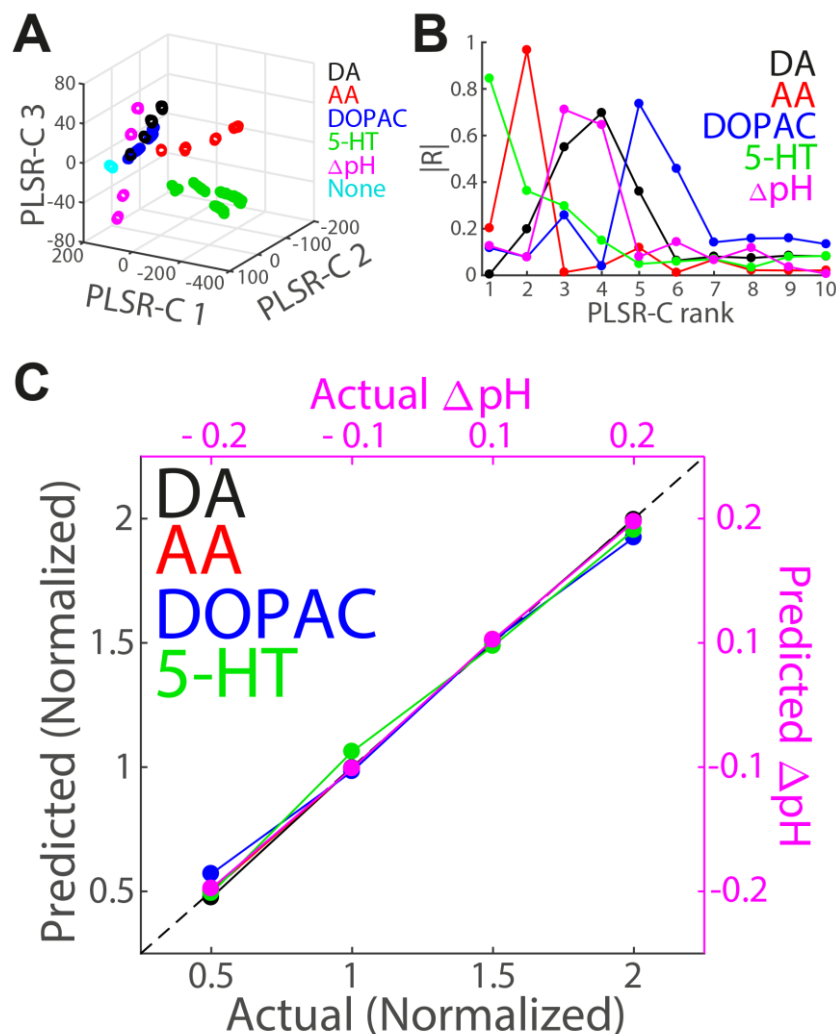 A
80
40
0
-40
-80
PLSR-C 3
200
0
-200
-400
PLSR-C 1
100
0
-100
-200
PLSR-C 2
DA
AA
DOPAC
5-HT
ΔpH
None
B
1
0.8
0.6
0.4
0.2
0
|R|
DA
AA
DOPAC
5-HT
ΔpH
1 2 3 4 5 6 7 8 9 10
PLSR-C rank
C
Actual ΔpH
- 0.2 - 0.1 0.1 0.2
DA
AA
DOPAC
5-HT
2
1.5
1
0.5
Predicted (Normalized)
0.2
0.1
-0.1
-0.2
Predicted ΔpH
0.5 1 1.5 2
Actual (Normalized)